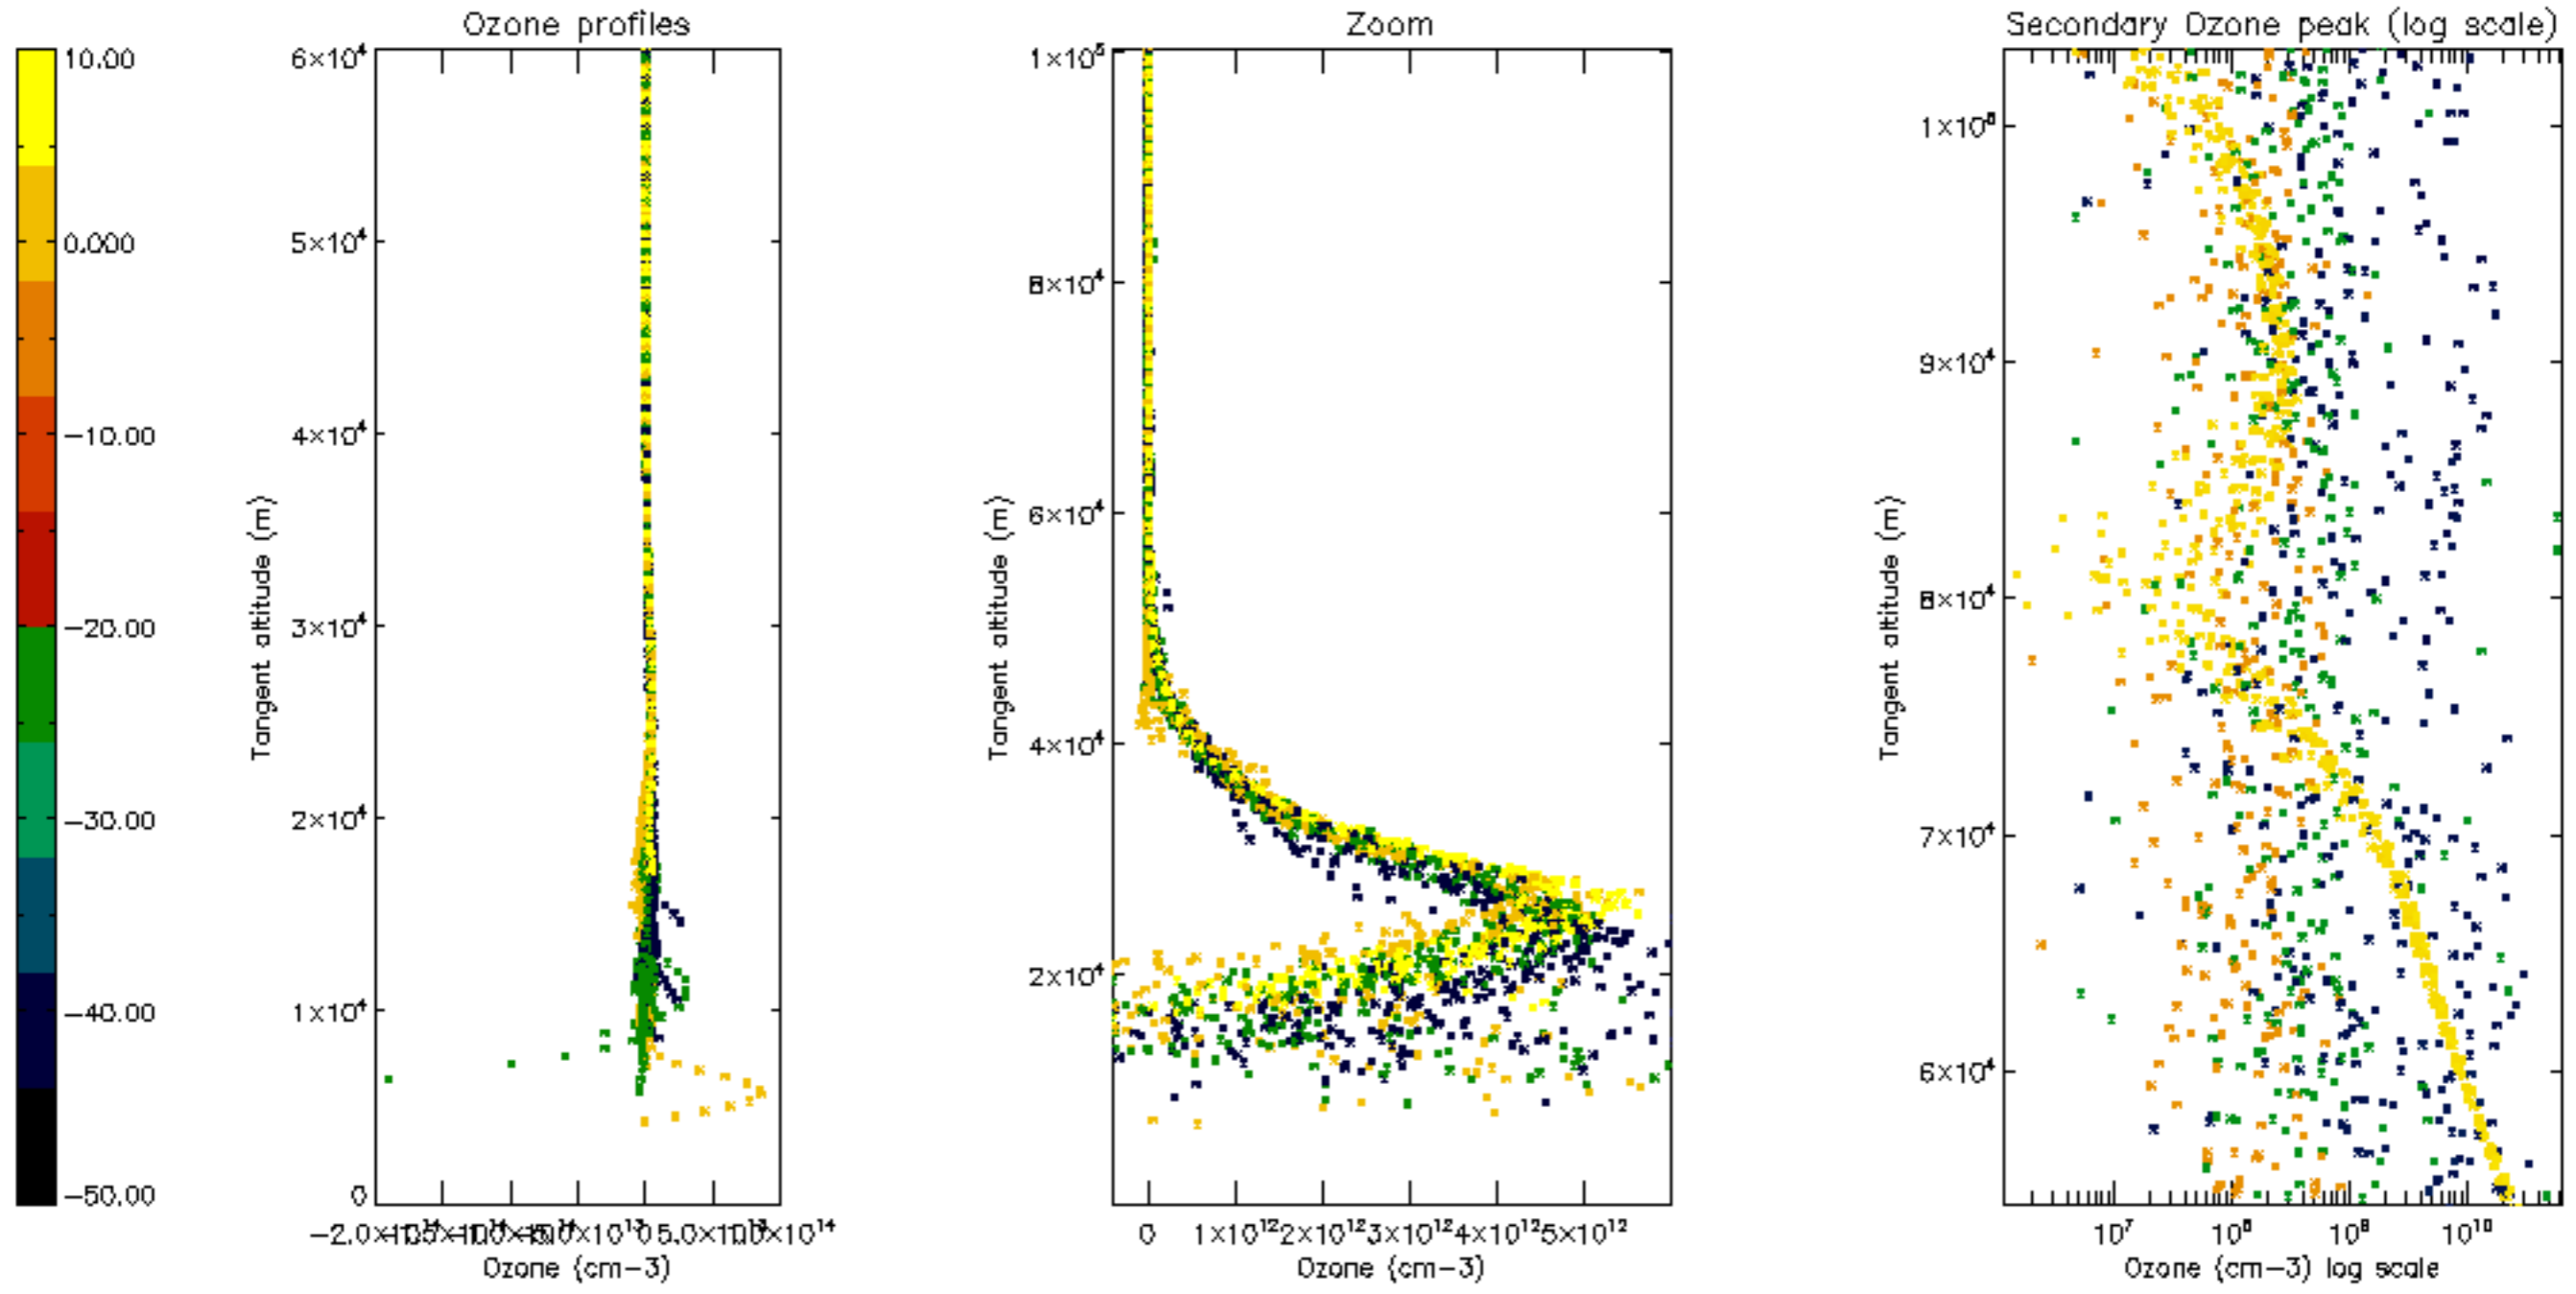 Ozone profiles
Zoom
Secondary Ozone peak (log scale)
10.00
0.000
−10.00
−20.00
−30.00
−40.00
−50.00
6×10⁴
5×10⁴
4×10⁴
3×10⁴
2×10⁴
1×10⁴
0
Tangent altitude (m)
Ozone (cm−3)
1×10⁵
8×10⁴
6×10⁴
4×10⁴
2×10⁴
Tangent altitude (m)
0 1×10¹² 2×10¹² 3×10¹² 4×10¹² 5×10¹²
Ozone (cm−3)
1×10⁵
9×10⁴
8×10⁴
7×10⁴
6×10⁴
Tangent altitude (m)
10⁷ 10⁸ 10⁹ 10¹⁰
Ozone (cm−3) log scale